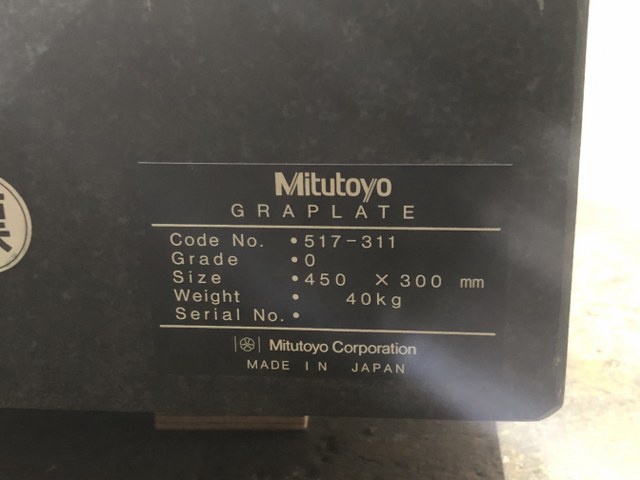 Mitutoyo
GRAPLATE
Code No. •517-311
Grade •0
Size •450 ×300 mm
Weight • 40kg
Serial No. •
Mitutoyo Corporation
MADE IN JAPAN